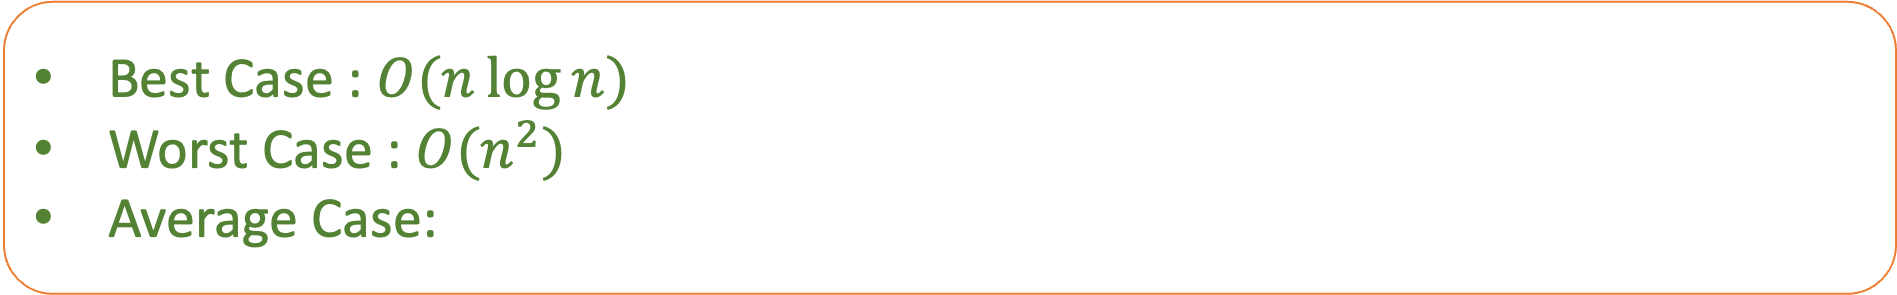 • Best Case : 𝑂(𝑛 log 𝑛)
• Worst Case : 𝑂(𝑛²)
• Average Case: